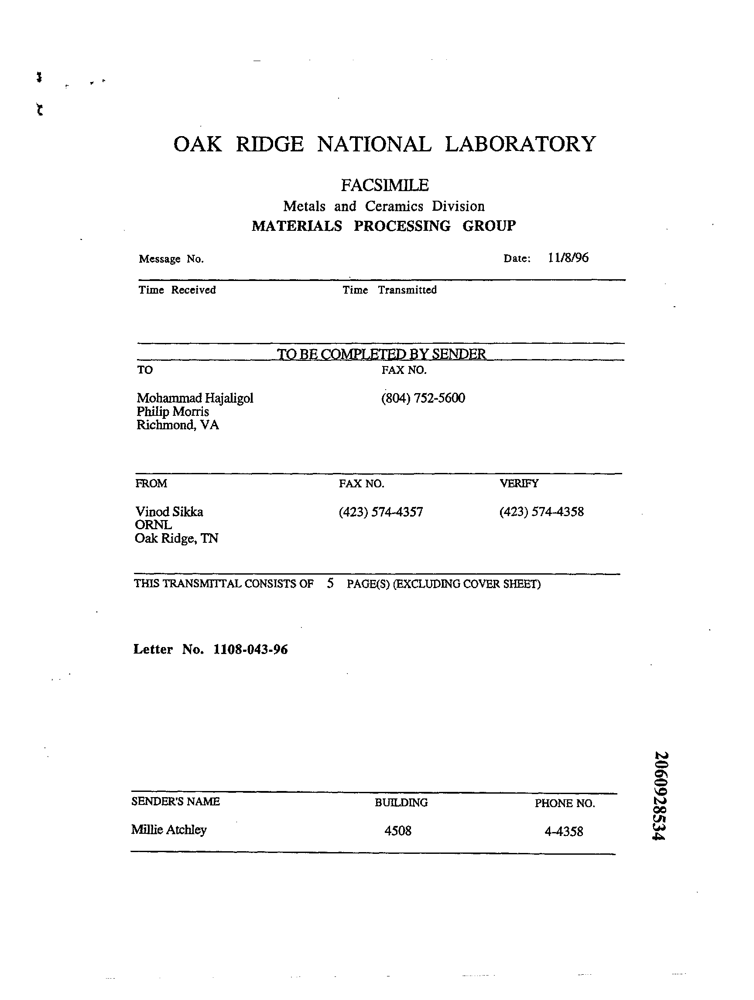 OAK RIDGE NATIONAL LABORATORY
FACSIMILE
Metals and Ceramics Division
MATERIALS PROCESSING GROUP
Message No. Date: 11/8/96
Time Received Time Transmitted
TO BE COMPLETED BY SENDER
TO FAX NO.
Mohammad Hajaligol (804) 752-5600
Philip Morris
Richmond, VA
FROM FAX NO. VERIFY
Vinod Sikka (423) 574-4357 (423) 574-4358
ORNL
Oak Ridge, TN
THIS TRANSMITTAL CONSISTS OF 5 PAGE(S) (EXCLUDING COVER SHEET)
Letter No. 1108-043-96
SENDER'S NAME BUILDING PHONE NO.
Millie Atchley 4508 4-4358
2060928534